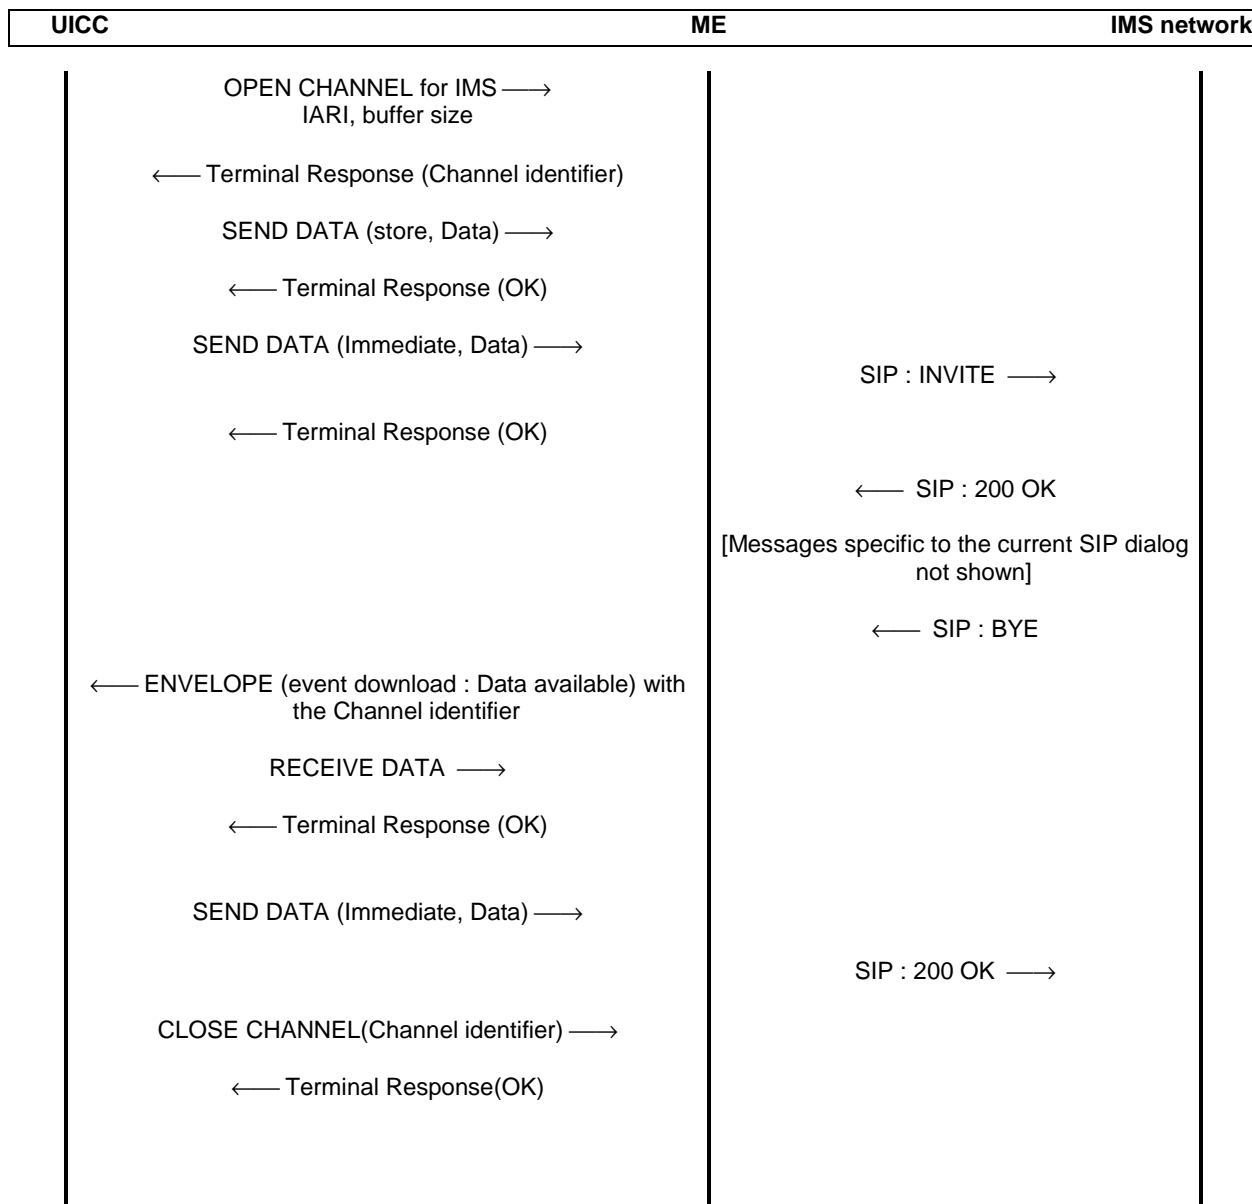 UICC ME IMS network
OPEN CHANNEL for IMS ⟶
IARI, buffer size
⟵ Terminal Response (Channel identifier)
SEND DATA (store, Data) ⟶
⟵ Terminal Response (OK)
SEND DATA (Immediate, Data) ⟶
SIP : INVITE ⟶
⟵ Terminal Response (OK)
⟵ SIP : 200 OK
[Messages specific to the current SIP dialog
not shown]
⟵ SIP : BYE
⟵ ENVELOPE (event download : Data available) with
the Channel identifier
RECEIVE DATA ⟶
⟵ Terminal Response (OK)
SEND DATA (Immediate, Data) ⟶
SIP : 200 OK ⟶
CLOSE CHANNEL(Channel identifier) ⟶
⟵ Terminal Response(OK)